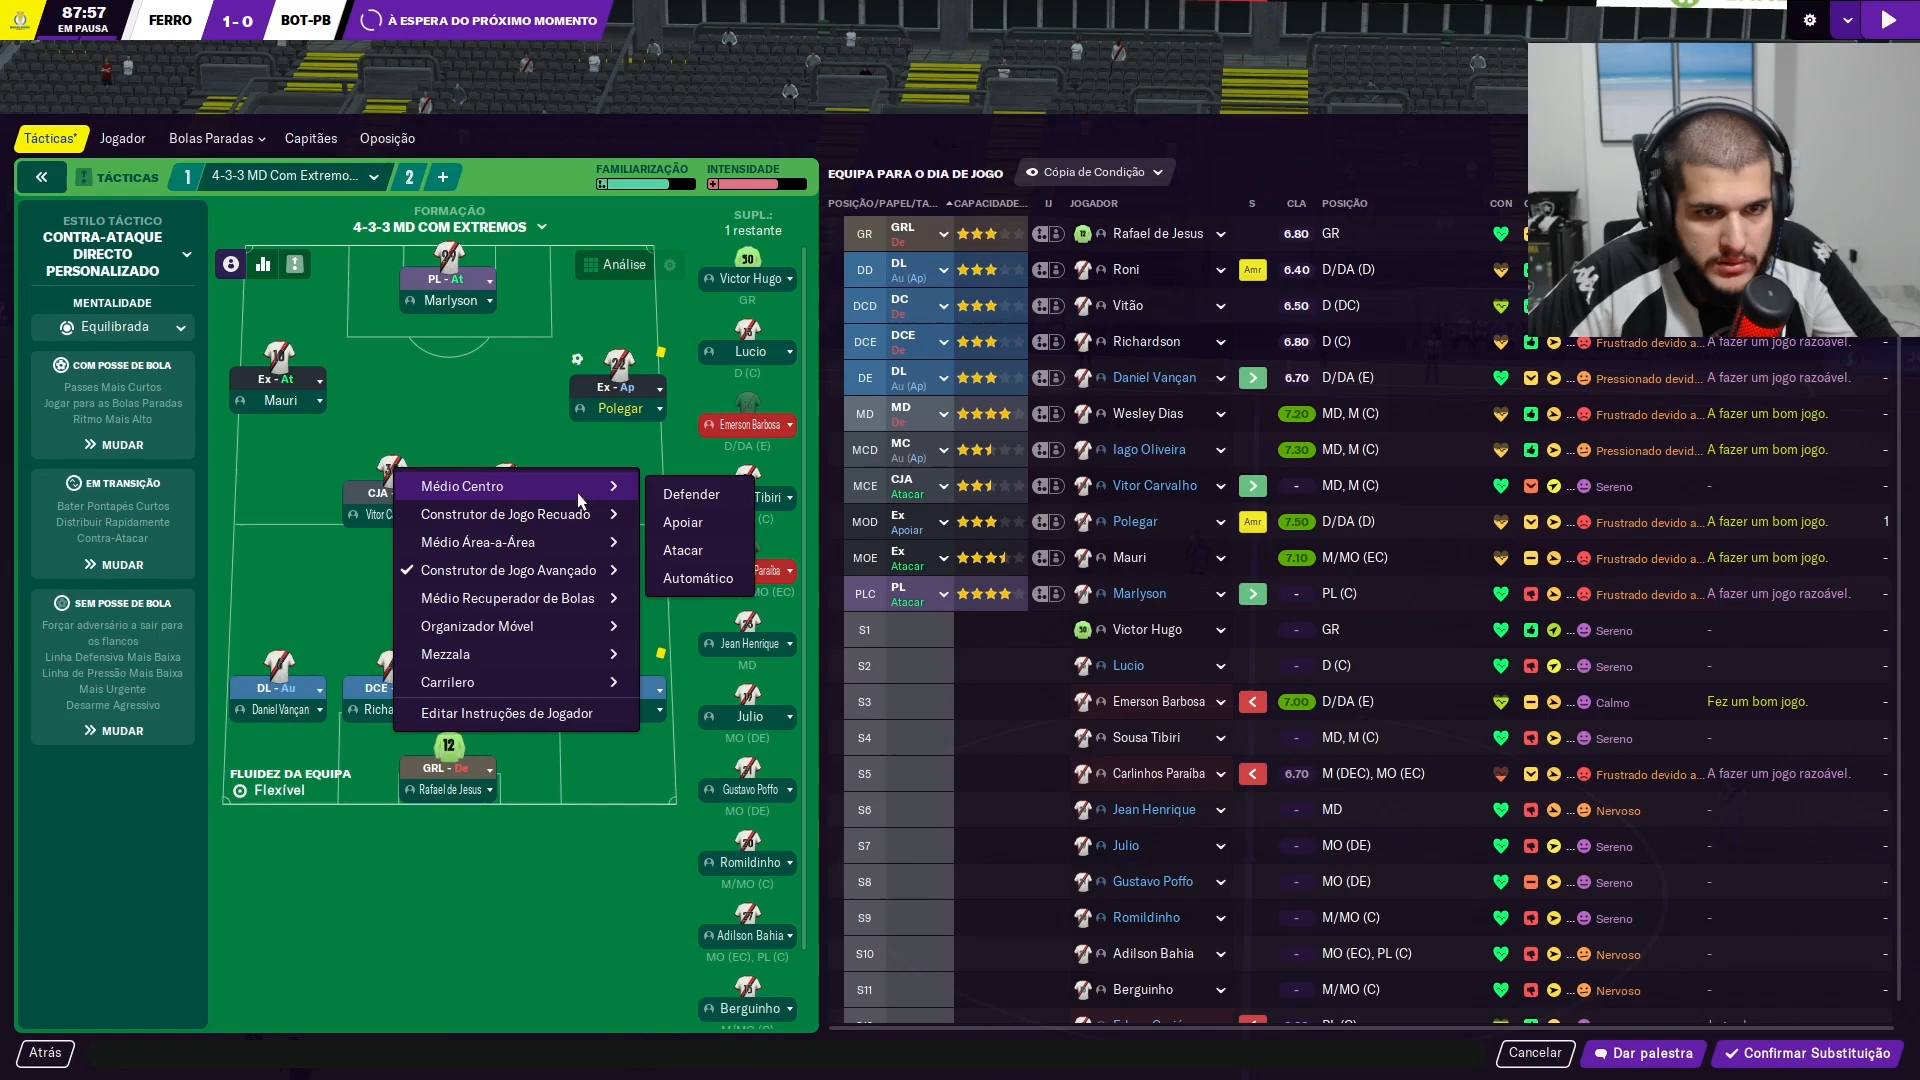 87:57
EM PAUSA
FERRO
1 - 0
BOT-PB
À ESPERA DO PRÓXIMO MOMENTO
Tácticas*
Jogador
Bolas Paradas
Capitães
Oposição
TÁCTICAS
1
4-3-3 MD Com Extremo...
2
+
FAMILIARIZAÇÃO
INTENSIDADE
ESTILO TÁCTICO
CONTRA-ATAQUE
DIRECTO
PERSONALIZADO
MENTALIDADE
Equilibrada
COM POSSE DE BOLA
Passes Mais Curtos
Jogar para as Bolas Paradas
Ritmo Mais Alto
MUDAR
EM TRANSIÇÃO
Bater Pontapés Curtos
Distribuir Rapidamente
Contra-Atacar
MUDAR
SEM POSSE DE BOLA
Forçar adversário a sair para
os flancos
Linha Defensiva Mais Baixa
Linha de Pressão Mais Baixa
Mais Urgente
Desarme Agressivo
MUDAR
FORMAÇÃO
4-3-3 MD COM EXTREMOS
Análise
PL - At
Marlyson
Ex - At
Mauri
22
Ex - Ap
Polegar
CJA -
Vitor C
DL - Au
Daniel Vançan
DCE -
Richa
12
GRL - De
Rafael de Jesus
FLUIDEZ DA EQUIPA
Flexível
Médio Centro
Construtor de Jogo Recuado
Médio Área-a-Área
Construtor de Jogo Avançado
Médio Recuperador de Bolas
Organizador Móvel
Mezzala
Carrilero
Editar Instruções de Jogador
Defender
Apoiar
Atacar
Automático
SUPL.:
1 restante
50
Victor Hugo
GR
Lucio
D (C)
Emerson Barbosa
D/DA (E)
Tibiri
(C)
Paraíba
MO (EC)
Jean Henrique
MD
Julio
MO (DE)
Gustavo Poffo
MO (DE)
Romildinho
M/MO (C)
Adilson Bahia
MO (EC), PL (C)
Berguinho
M/MO (C)
EQUIPA PARA O DIA DE JOGO
Cópia de Condição
POSIÇÃO/PAPEL/TA...
CAPACIDADE...
IJ
JOGADOR
S
CLA
POSIÇÃO
CON
GR GRL De Rafael de Jesus 6.80 GR
DD DL Au (Ap) Roni Amr 6.40 D/DA (D)
DCD DC De Vitão 6.50 D (DC)
DCE DCE De Richardson 6.80 D (C) ... Frustrado devido a... A fazer um jogo razoável. -
DE DL Au (Ap) Daniel Vançan 6.70 D/DA (E) ... Pressionado devid... A fazer um jogo razoável. -
MD MD De Wesley Dias 7.20 MD, M (C) ... Frustrado devido a... A fazer um bom jogo. -
MCD MC Au (Ap) Iago Oliveira 7.30 MD, M (C) ... Pressionado devid... A fazer um bom jogo. -
MCE CJA Atacar Vitor Carvalho - MD, M (C) ... Sereno - -
MOD Ex Apoiar Polegar Amr 7.50 D/DA (D) ... Frustrado devido a... A fazer um bom jogo. 1
MOE Ex Atacar Mauri 7.10 M/MO (EC) ... Frustrado devido a... A fazer um bom jogo. -
PLC PL Atacar Marlyson - PL (C) ... Frustrado devido a... A fazer um jogo razoável. -
S1 50 Victor Hugo - GR ... Sereno - -
S2 Lucio - D (C) ... Sereno - -
S3 Emerson Barbosa 7.00 D/DA (E) ... Calmo Fez um bom jogo. -
S4 Sousa Tibiri - MD, M (C) ... Sereno - -
S5 Carlinhos Paraíba 6.70 M (DEC), MO (EC) ... Frustrado devido a... A fazer um jogo razoável. -
S6 Jean Henrique - MD ... Nervoso - -
S7 Julio - MO (DE) ... Sereno - -
S8 Gustavo Poffo - MO (DE) ... Sereno - -
S9 Romildinho - M/MO (C) ... Sereno - -
S10 Adilson Bahia - MO (EC), PL (C) ... Nervoso - -
S11 Berguinho - M/MO (C) ... Nervoso - -
Atrás
Cancelar
Dar palestra
Confirmar Substituição